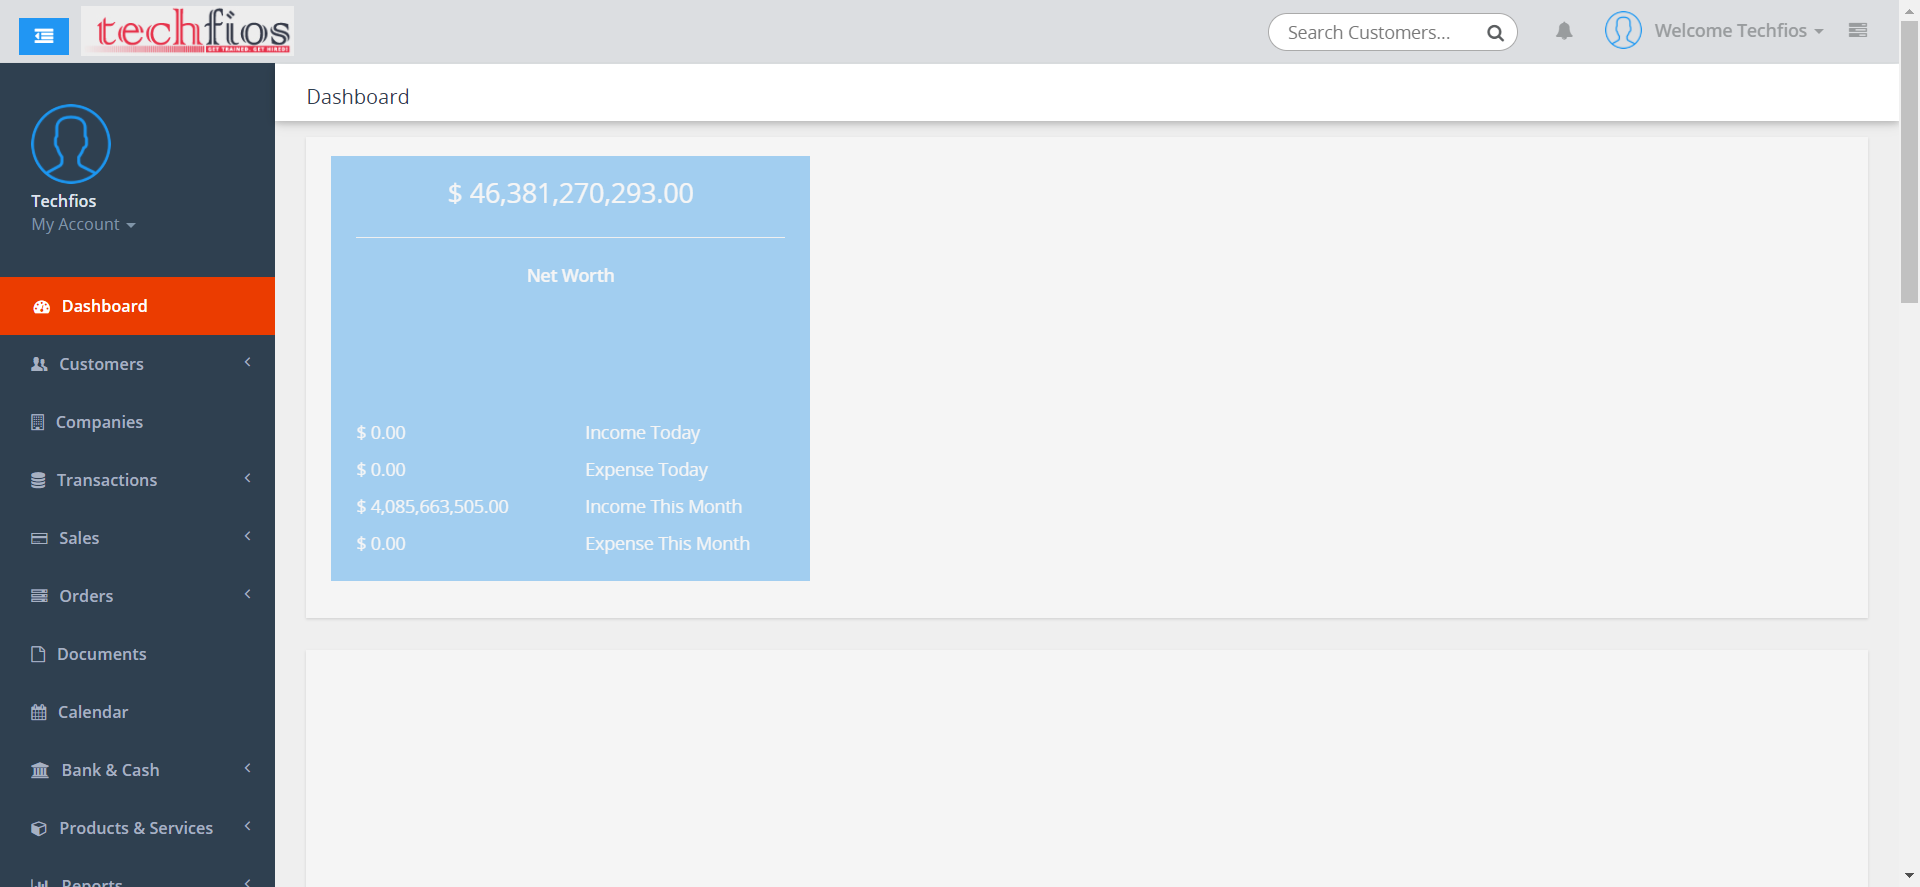 techfios
GET TRAINED. GET HIRED!
Search Customers...
Welcome Techfios
Techfios
My Account
Dashboard
Customers
Companies
Transactions
Sales
Orders
Documents
Calendar
Bank & Cash
Products & Services
Reports
Dashboard
$ 46,381,270,293.00
Net Worth
$ 0.00 Income Today
$ 0.00 Expense Today
$ 4,085,663,505.00 Income This Month
$ 0.00 Expense This Month